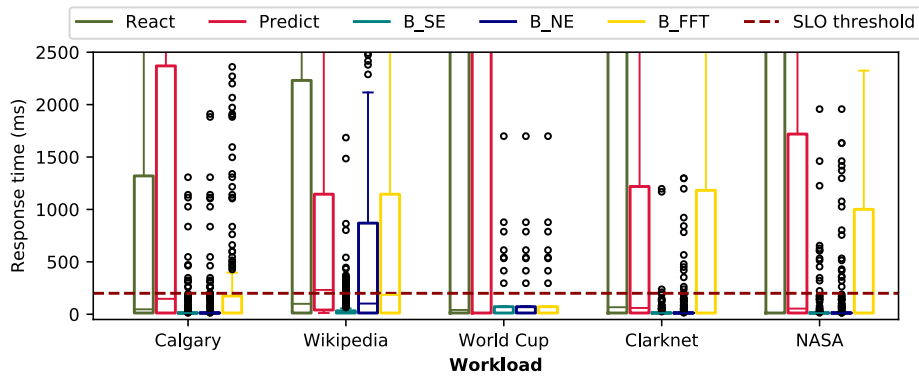 React Predict B_SE B_NE B_FFT SLO threshold
2500
2000
1500
1000
500
0
Response time (ms)
Calgary Wikipedia World Cup Clarknet NASA
Workload